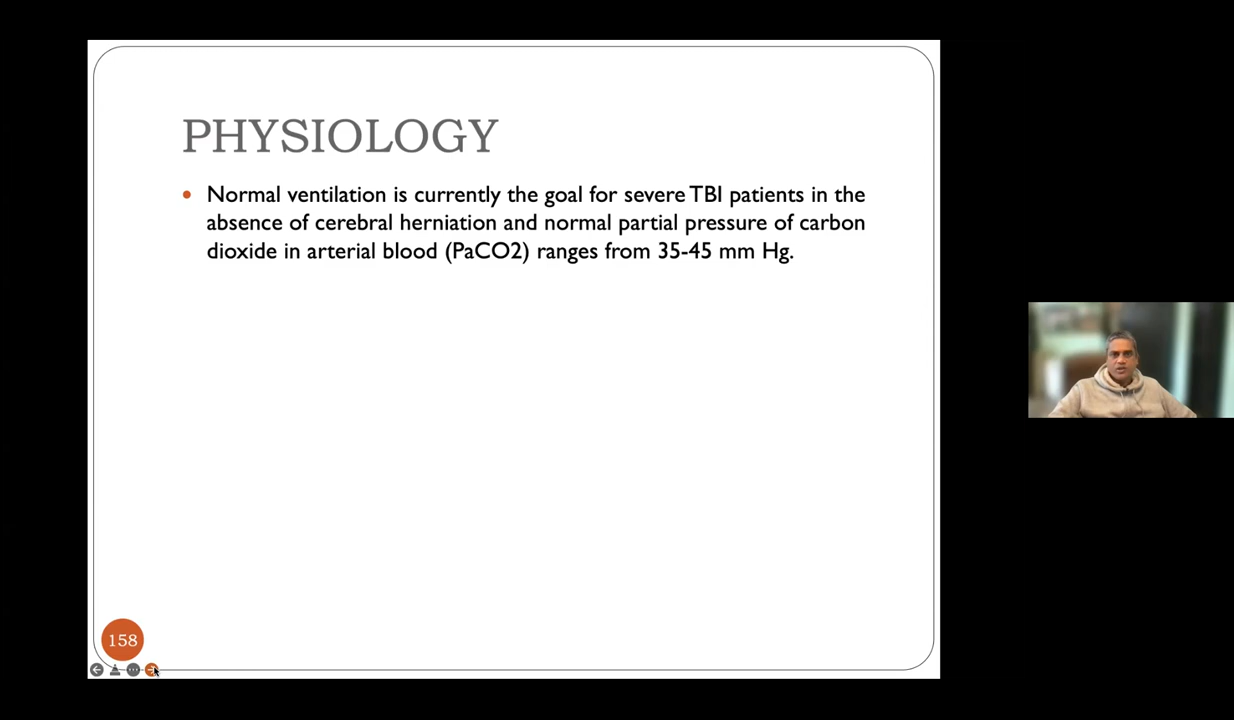 PHYSIOLOGY
Normal ventilation is currently the goal for severe TBI patients in the
absence of cerebral herniation and normal partial pressure of carbon
dioxide in arterial blood (PaCO2) ranges from 35-45 mm Hg.
158